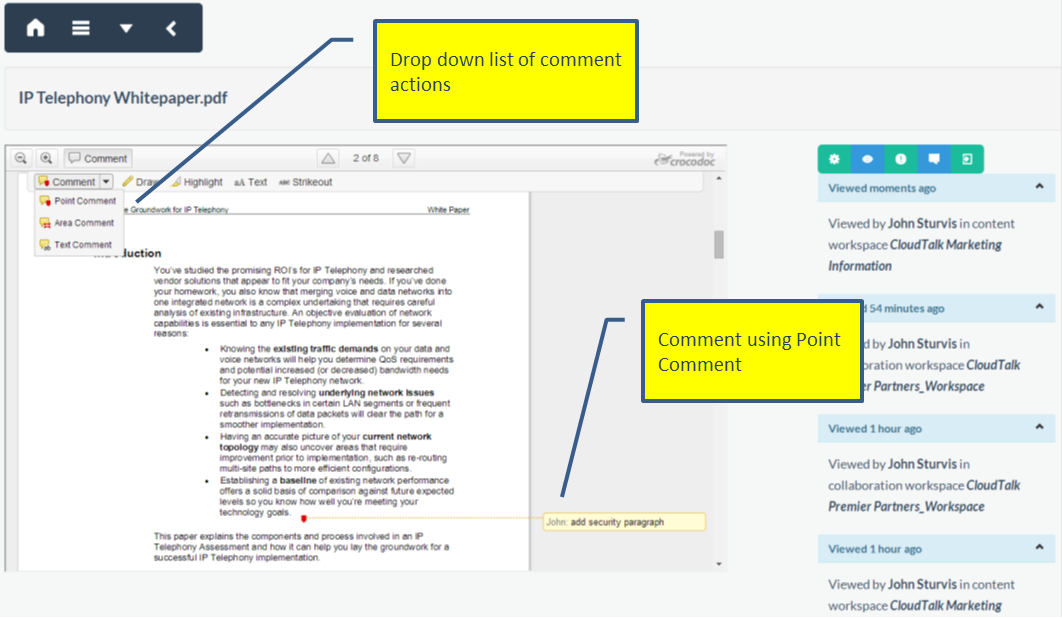 Drop down list of comment
actions
IP Telephony Whitepaper.pdf
Comment
2 of 8
Powered by
crocodoc
Comment
Draw
Highlight
aA Text
ABC Strikeout
Point Comment
Area Comment
Text Comment
Groundwork for IP Telephony
White Paper
duction
You've studied the promising ROI's for IP Telephony and researched
vendor solutions that appear to fit your company's needs. If you've done
your homework, you also know that merging voice and data networks into
one integrated network is a complex undertaking that requires careful
analysis of existing infrastructure. An objective evaluation of network
capabilities is essential to any IP Telephony implementation for several
reasons:
• Knowing the existing traffic demands on your data and
voice networks will help you determine QoS requirements
and potential increased (or decreased) bandwidth needs
for your new IP Telephony network.
• Detecting and resolving underlying network issues
such as bottlenecks in certain LAN segments or frequent
retransmissions of data packets will clear the path for a
smoother implementation.
• Having an accurate picture of your current network
topology may also uncover areas that require
improvement prior to implementation, such as re-routing
multi-site paths to more efficient configurations.
• Establishing a baseline of existing network performance
offers a solid basis of comparison against future expected
levels so you know how well you're meeting your
technology goals.
This paper explains the components and process involved in an IP
Telephony Assessment and how it can help you lay the groundwork for a
successful IP Telephony implementation.
John: add security paragraph
Comment using Point
Comment
Viewed moments ago
Viewed by John Sturvis in content
workspace CloudTalk Marketing
Information
54 minutes ago
by John Sturvis in
oration workspace CloudTalk
er Partners_Workspace
Viewed 1 hour ago
Viewed by John Sturvis in
collaboration workspace CloudTalk
Premier Partners_Workspace
Viewed 1 hour ago
Viewed by John Sturvis in content
workspace CloudTalk Marketing